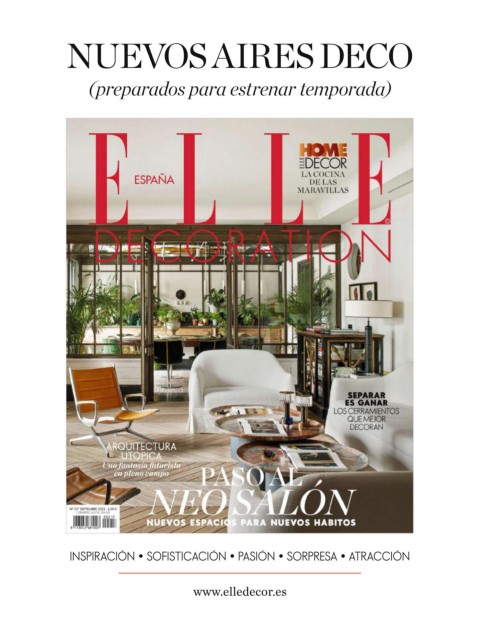 NUEVOS AIRES DECO
(preparados para estrenar temporada)
ELLE
ESPAÑA
DECORATION
HOME
ELLE DECOR
LA COCINA
DE LAS
MARAVILLAS
SEPARAR
ES GANAR
LOS CERRAMIENTOS
QUE MEJOR
DECORAN
ARQUITECTURA
UTÓPICA
Una fantasía futurista
en pleno campo
PASO AL
NEOSALÓN
NUEVOS ESPACIOS PARA NUEVOS HÁBITOS
INSPIRACIÓN • SOFISTICACIÓN • PASIÓN • SORPRESA • ATRACCIÓN
www.elledecor.es